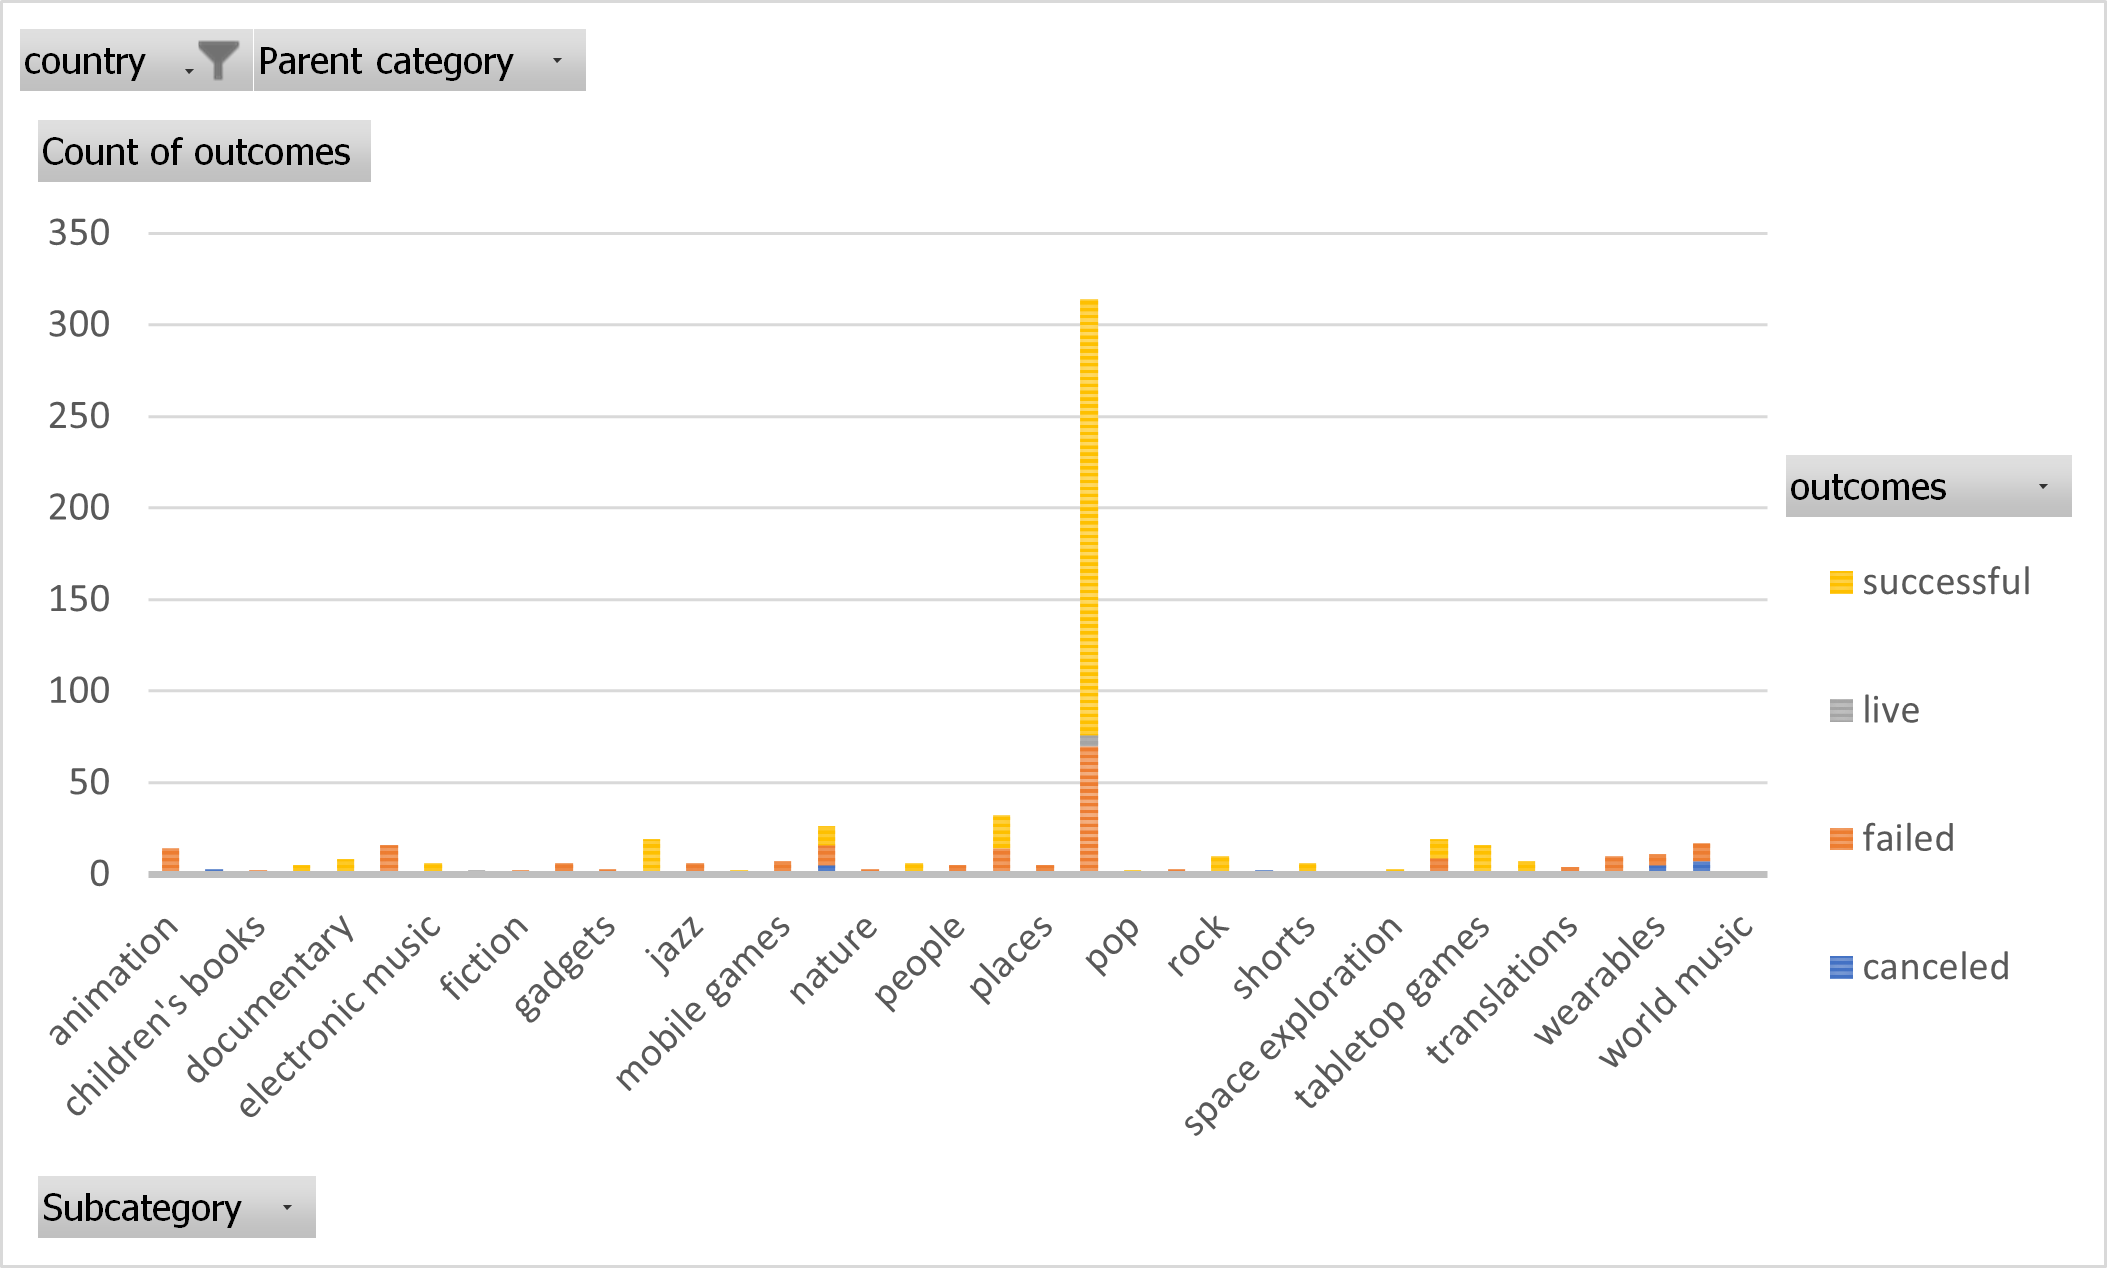 country Parent category
Count of outcomes
350
300
250
200
150
100
50
0
outcomes
successful
live
failed
canceled
animation
children's books
documentary
electronic music
fiction
gadgets
jazz
mobile games
nature
people
places
pop
rock
shorts
space exploration
tabletop games
translations
wearables
world music
Subcategory